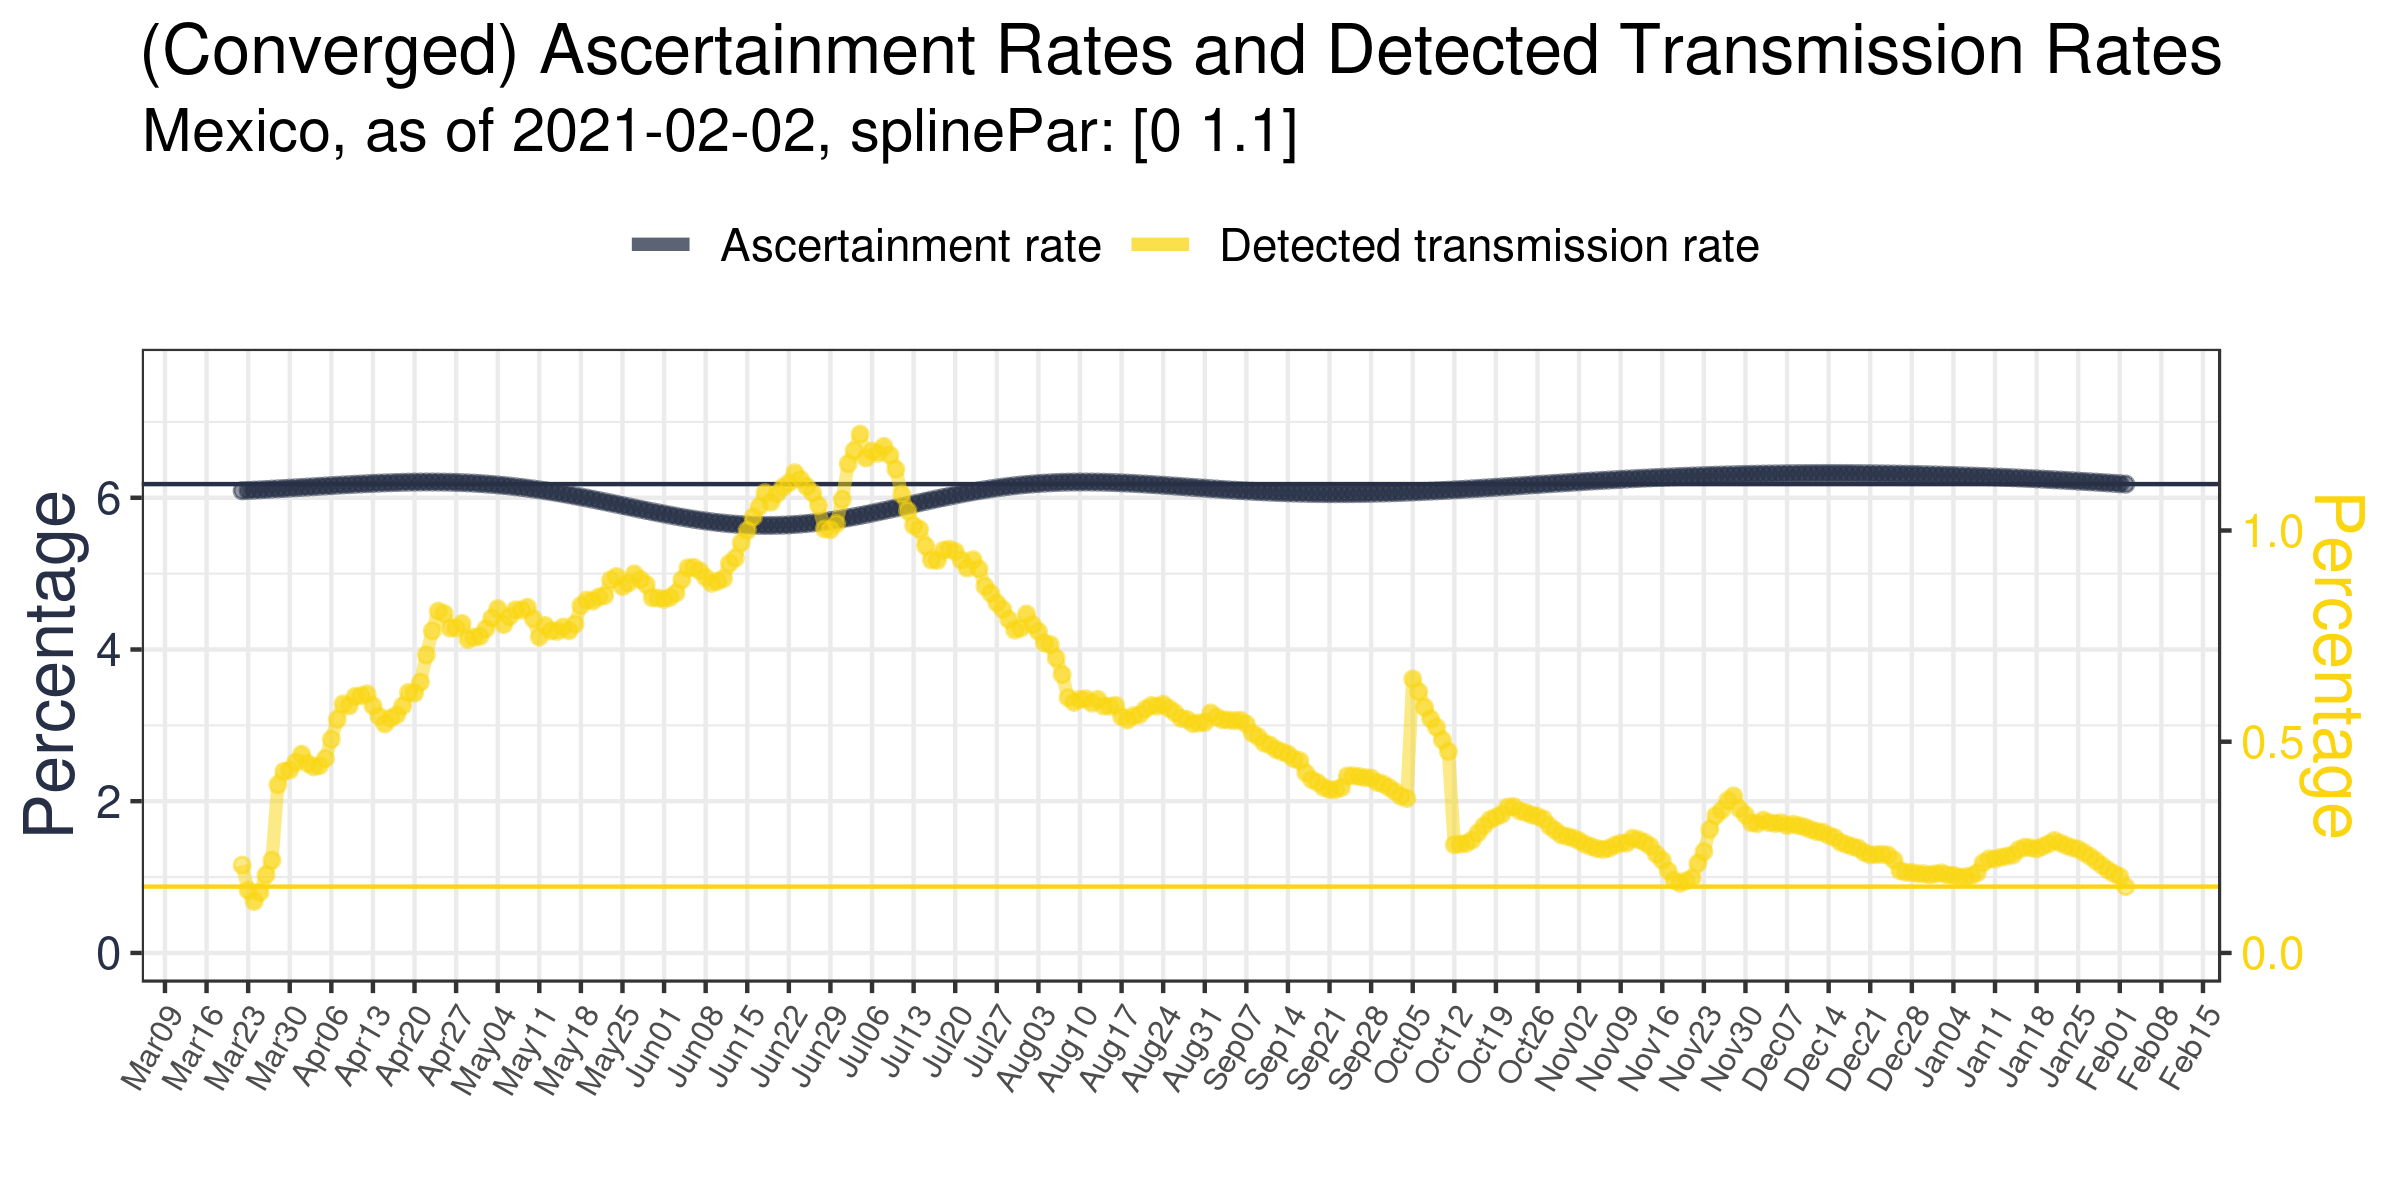 (Converged) Ascertainment Rates and Detected Transmission Rates
Mexico, as of 2021-02-02, splinePar: [0 1.1]
Ascertainment rate
Detected transmission rate
Percentage
6
4
2
0
1.0
0.5
0.0
Percentage
Mar09
Mar16
Mar23
Mar30
Apr06
Apr13
Apr20
Apr27
May04
May11
May18
May25
Jun01
Jun08
Jun15
Jun22
Jun29
Jul06
Jul13
Jul20
Jul27
Aug03
Aug10
Aug17
Aug24
Aug31
Sep07
Sep14
Sep21
Sep28
Oct05
Oct12
Oct19
Oct26
Nov02
Nov09
Nov16
Nov23
Nov30
Dec07
Dec14
Dec21
Dec28
Jan04
Jan11
Jan18
Jan25
Feb01
Feb08
Feb15